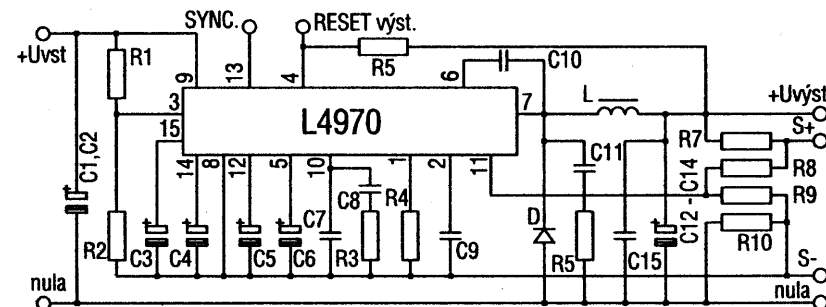 SYNC.
RESET výst.
+Uvst
R1
R5
C10
9
13
4
6
3
7
L
+Uvýst
15
L4970
S+
R7
14
8
12
5
10
1
2
11
C11
R8
C1,C2
C8
R4
C12 - C14
R9
C7
D
R2
C3
C4
C5
C6
R3
C9
R5
C15
R10
S-
nula
nula